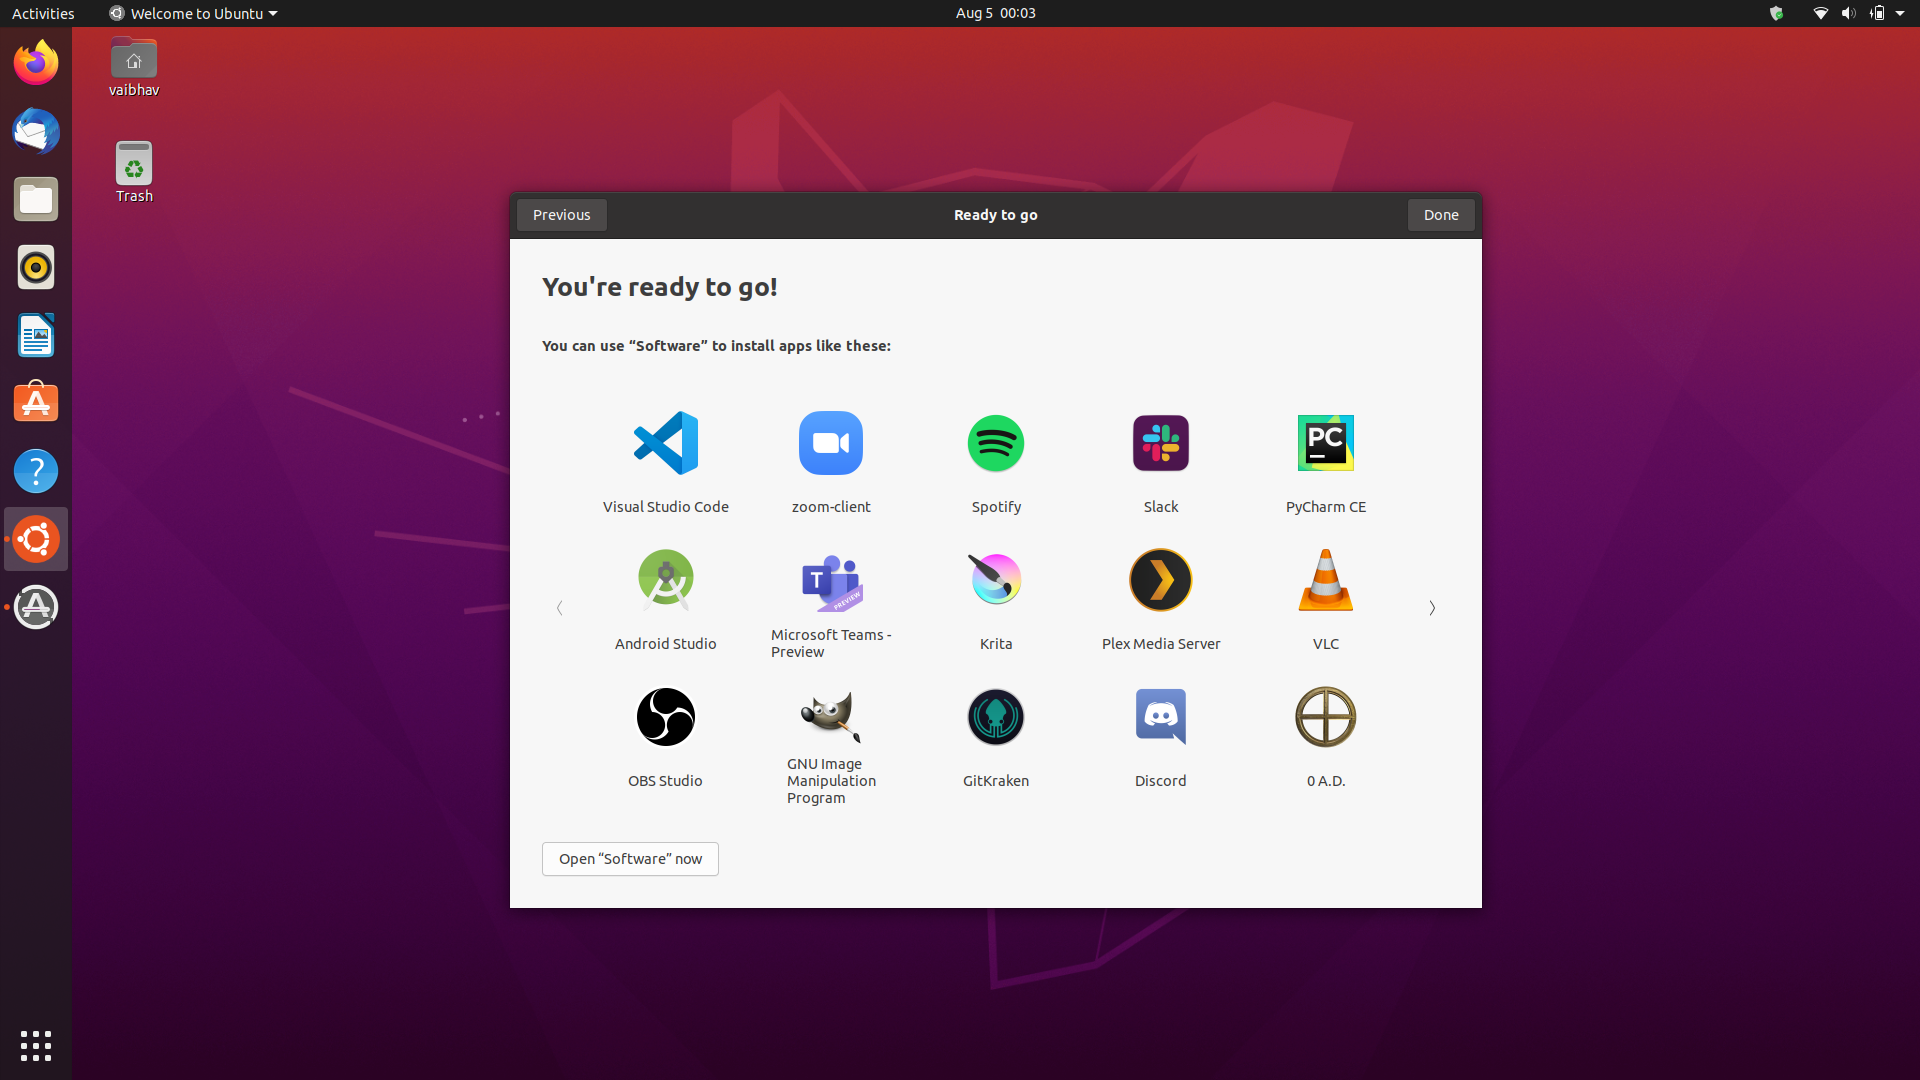 Activities
Welcome to Ubuntu
Aug 5 00:03
vaibhav
Trash
Previous
Ready to go
Done
You're ready to go!
You can use “Software” to install apps like these:
PC
Visual Studio Code
zoom-client
Spotify
Slack
PyCharm CE
T
PREVIEW
Android Studio
Microsoft Teams -
Preview
Krita
Plex Media Server
VLC
OBS Studio
GNU Image
Manipulation
Program
GitKraken
Discord
0 A.D.
Open “Software” now